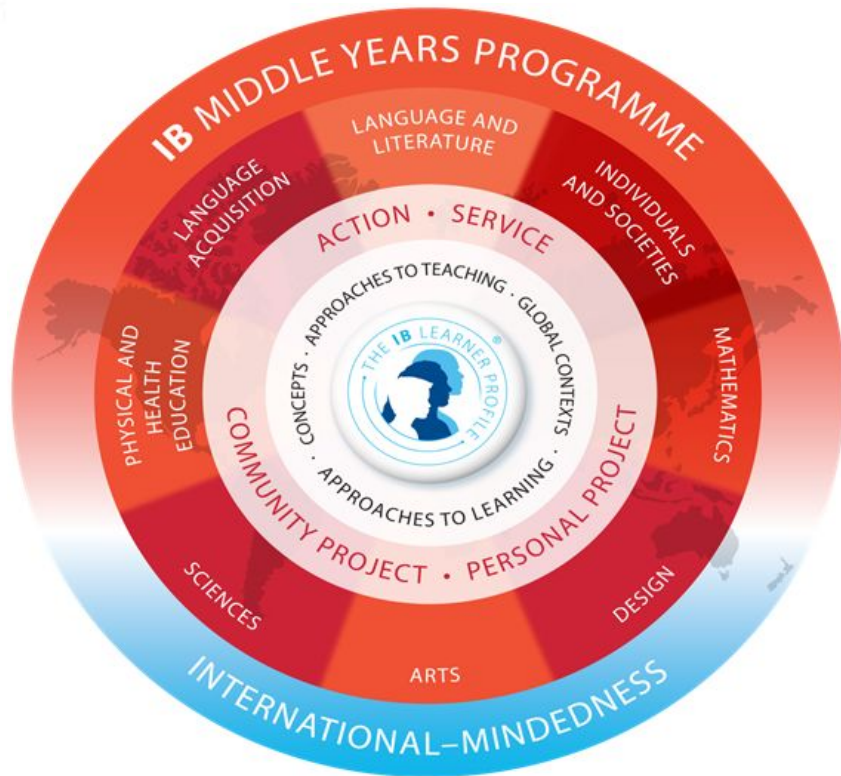 IB MIDDLE YEARS PROGRAMME
LANGUAGE AND
LITERATURE
LANGUAGE
ACQUISITION
INDIVIDUALS
AND SOCIETIES
PHYSICAL AND
HEALTH
EDUCATION
MATHEMATICS
SCIENCES
DESIGN
ARTS
ACTION • SERVICE
COMMUNITY PROJECT • PERSONAL PROJECT
· CONCEPTS · APPROACHES TO TEACHING · GLOBAL CONTEXTS ·
APPROACHES TO LEARNING
· THE IB LEARNER PROFILE · ®
INTERNATIONAL–MINDEDNESS